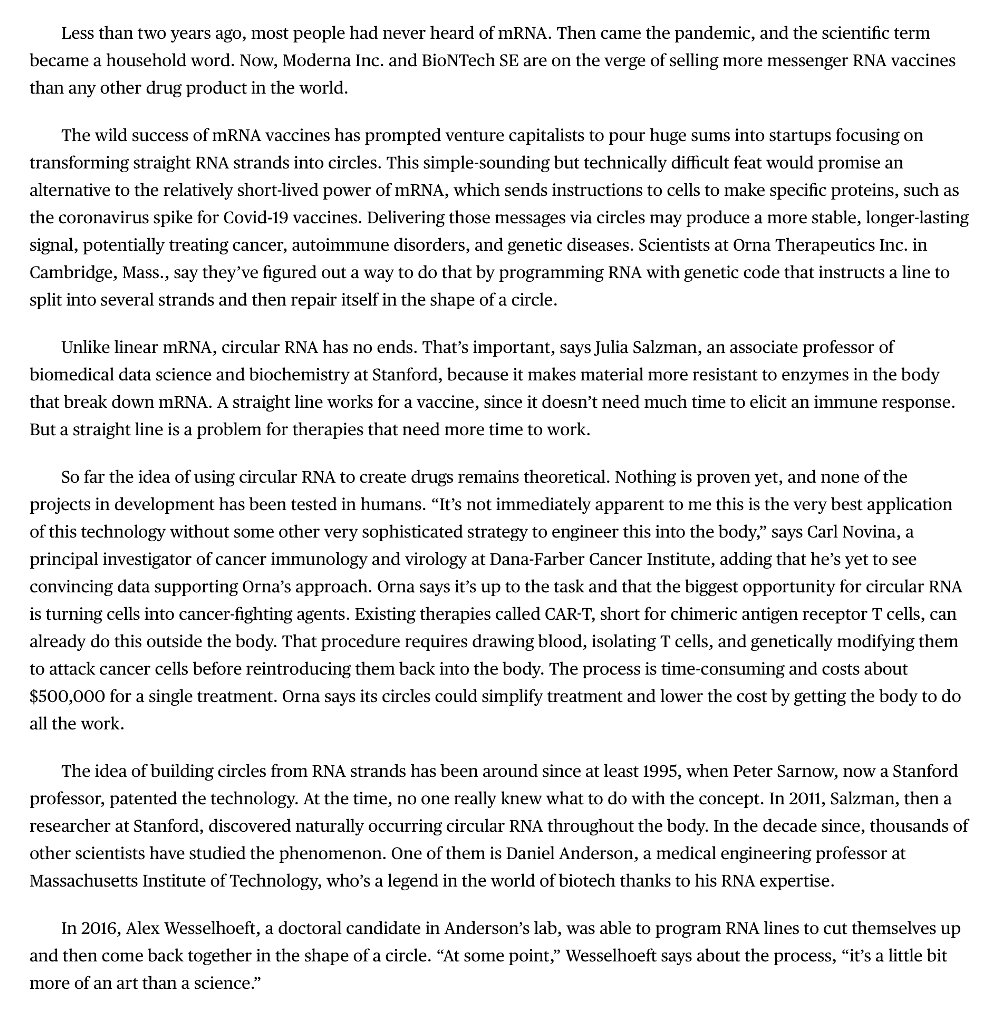 Less than two years ago, most people had never heard of mRNA. Then came the pandemic, and the scientific term
became a household word. Now, Moderna Inc. and BioNTech SE are on the verge of selling more messenger RNA vaccines
than any other drug product in the world.
The wild success of mRNA vaccines has prompted venture capitalists to pour huge sums into startups focusing on
transforming straight RNA strands into circles. This simple-sounding but technically difficult feat would promise an
alternative to the relatively short-lived power of mRNA, which sends instructions to cells to make specific proteins, such as
the coronavirus spike for Covid-19 vaccines. Delivering those messages via circles may produce a more stable, longer-lasting
signal, potentially treating cancer, autoimmune disorders, and genetic diseases. Scientists at Orna Therapeutics Inc. in
Cambridge, Mass., say they’ve figured out a way to do that by programming RNA with genetic code that instructs a line to
split into several strands and then repair itself in the shape of a circle.
Unlike linear mRNA, circular RNA has no ends. That’s important, says Julia Salzman, an associate professor of
biomedical data science and biochemistry at Stanford, because it makes material more resistant to enzymes in the body
that break down mRNA. A straight line works for a vaccine, since it doesn’t need much time to elicit an immune response.
But a straight line is a problem for therapies that need more time to work.
So far the idea of using circular RNA to create drugs remains theoretical. Nothing is proven yet, and none of the
projects in development has been tested in humans. “It’s not immediately apparent to me this is the very best application
of this technology without some other very sophisticated strategy to engineer this into the body,” says Carl Novina, a
principal investigator of cancer immunology and virology at Dana-Farber Cancer Institute, adding that he’s yet to see
convincing data supporting Orna’s approach. Orna says it’s up to the task and that the biggest opportunity for circular RNA
is turning cells into cancer-fighting agents. Existing therapies called CAR-T, short for chimeric antigen receptor T cells, can
already do this outside the body. That procedure requires drawing blood, isolating T cells, and genetically modifying them
to attack cancer cells before reintroducing them back into the body. The process is time-consuming and costs about
$500,000 for a single treatment. Orna says its circles could simplify treatment and lower the cost by getting the body to do
all the work.
The idea of building circles from RNA strands has been around since at least 1995, when Peter Sarnow, now a Stanford
professor, patented the technology. At the time, no one really knew what to do with the concept. In 2011, Salzman, then a
researcher at Stanford, discovered naturally occurring circular RNA throughout the body. In the decade since, thousands of
other scientists have studied the phenomenon. One of them is Daniel Anderson, a medical engineering professor at
Massachusetts Institute of Technology, who’s a legend in the world of biotech thanks to his RNA expertise.
In 2016, Alex Wesselhoeft, a doctoral candidate in Anderson’s lab, was able to program RNA lines to cut themselves up
and then come back together in the shape of a circle. “At some point,” Wesselhoeft says about the process, “it’s a little bit
more of an art than a science.”